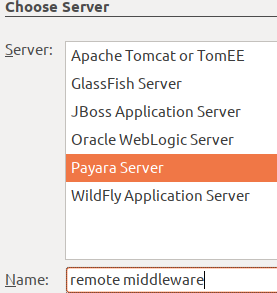 Choose Server
Server:
Apache Tomcat or TomEE
GlassFish Server
JBoss Application Server
Oracle WebLogic Server
Payara Server
WildFly Application Server
Name: remote middleware